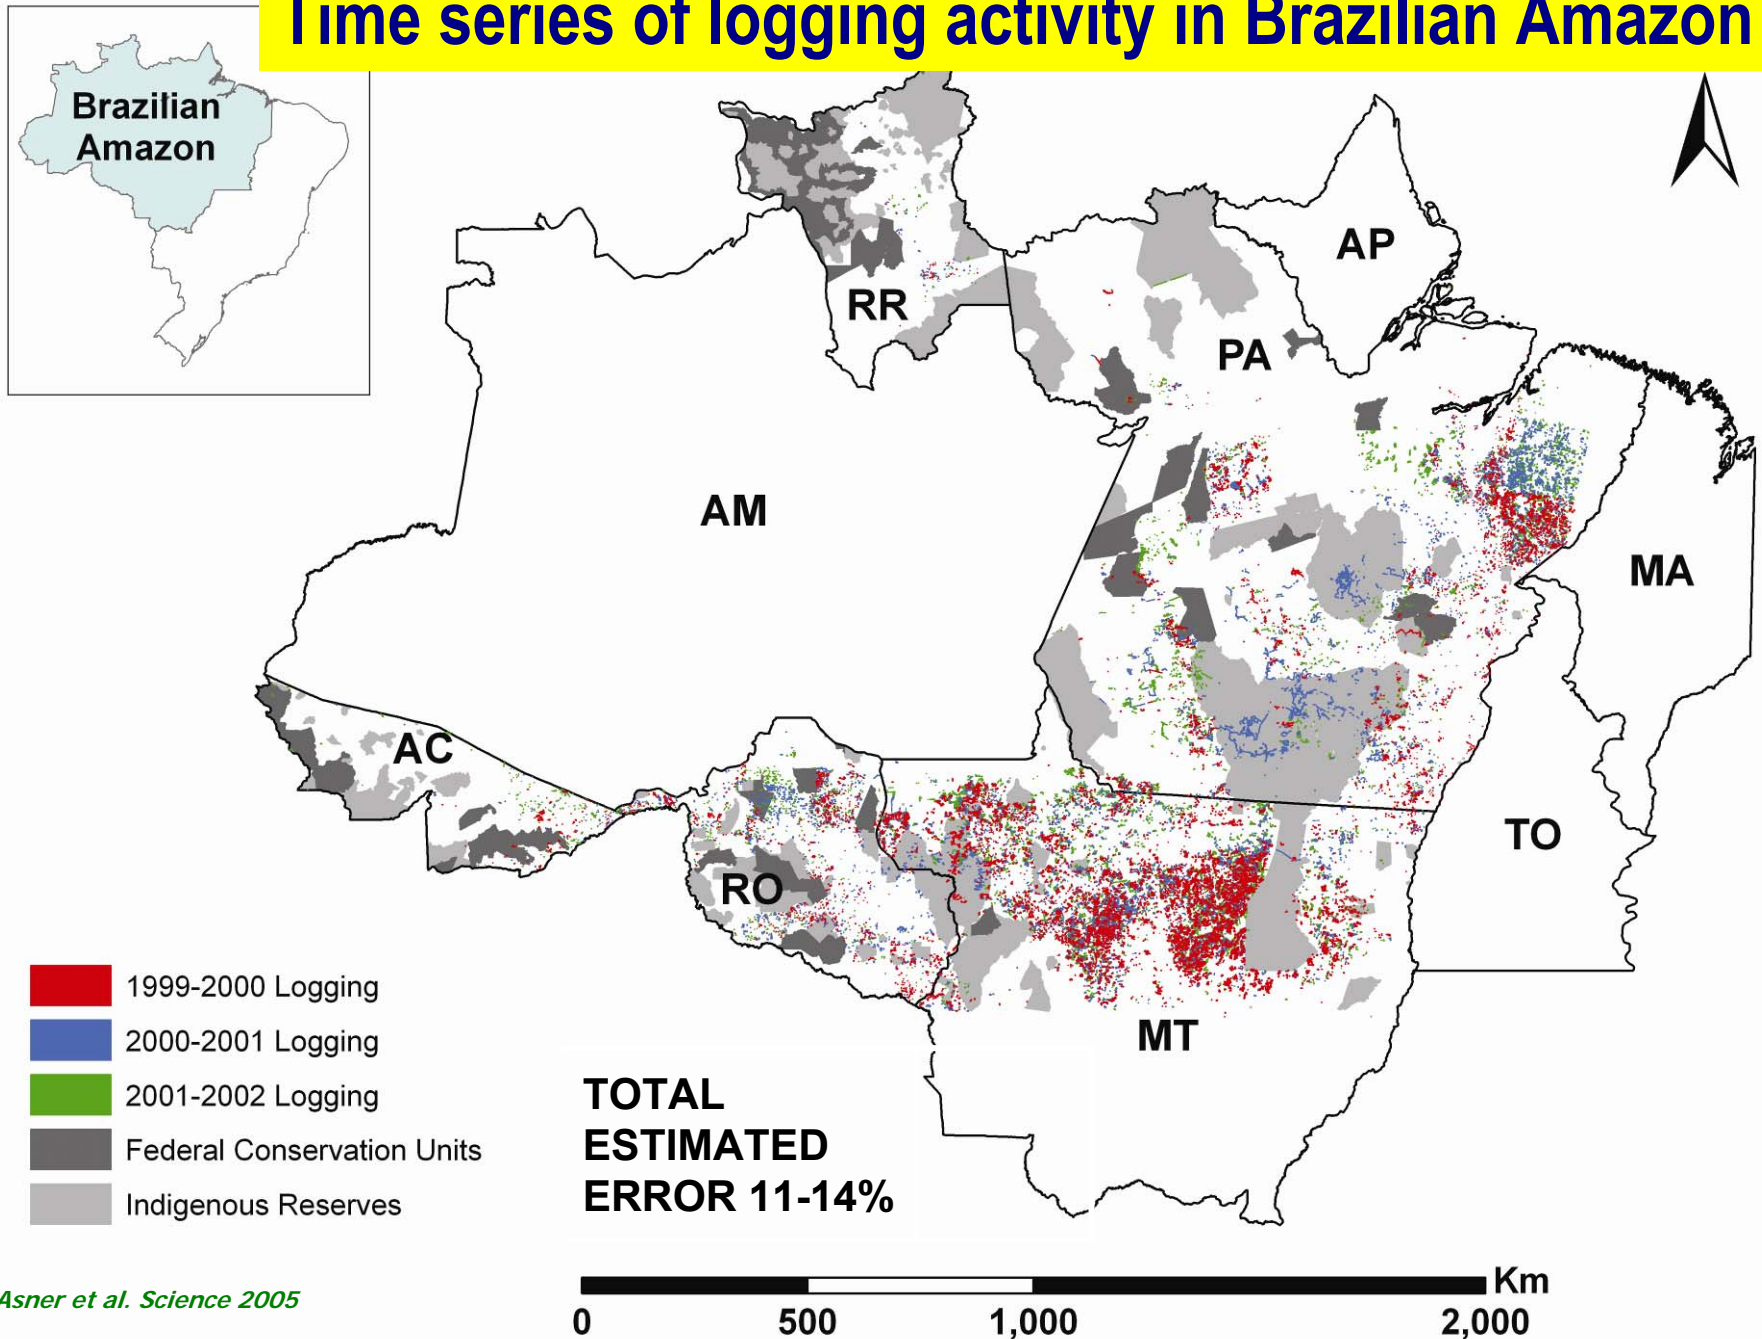 Time series of logging activity in Brazilian Amazon
Brazilian
Amazon
AP
RR
PA
AM
MA
AC
TO
RO
MT
1999-2000 Logging
2000-2001 Logging
2001-2002 Logging
Federal Conservation Units
Indigenous Reserves
TOTAL
ESTIMATED
ERROR 11-14%
Asner et al. Science 2005
Km
0 500 1,000 2,000